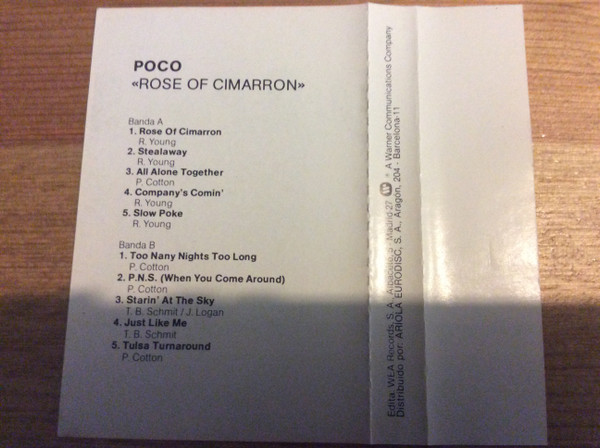 POCO
«ROSE OF CIMARRON»
Banda A
1. Rose Of Cimarron
R. Young
2. Stealaway
R. Young
3. All Alone Together
P. Cotton
4. Company's Comin'
R. Young
5. Slow Poke
R. Young
Banda B
1. Too Nany Nights Too Long
P. Cotton
2. P.N.S. (When You Come Around)
P. Cotton
3. Starin' At The Sky
T. B. Schmit / J. Logan
4. Just Like Me
T. B. Schmit
5. Tulsa Turnaround
P. Cotton
Edita: WEA Records, S. A. Albacete, 5 - Madrid 27 W ® A Warner Communications Company
Distribuido por: ARIOLA EURODISC, S. A., Aragón, 204 - Barcelona-11